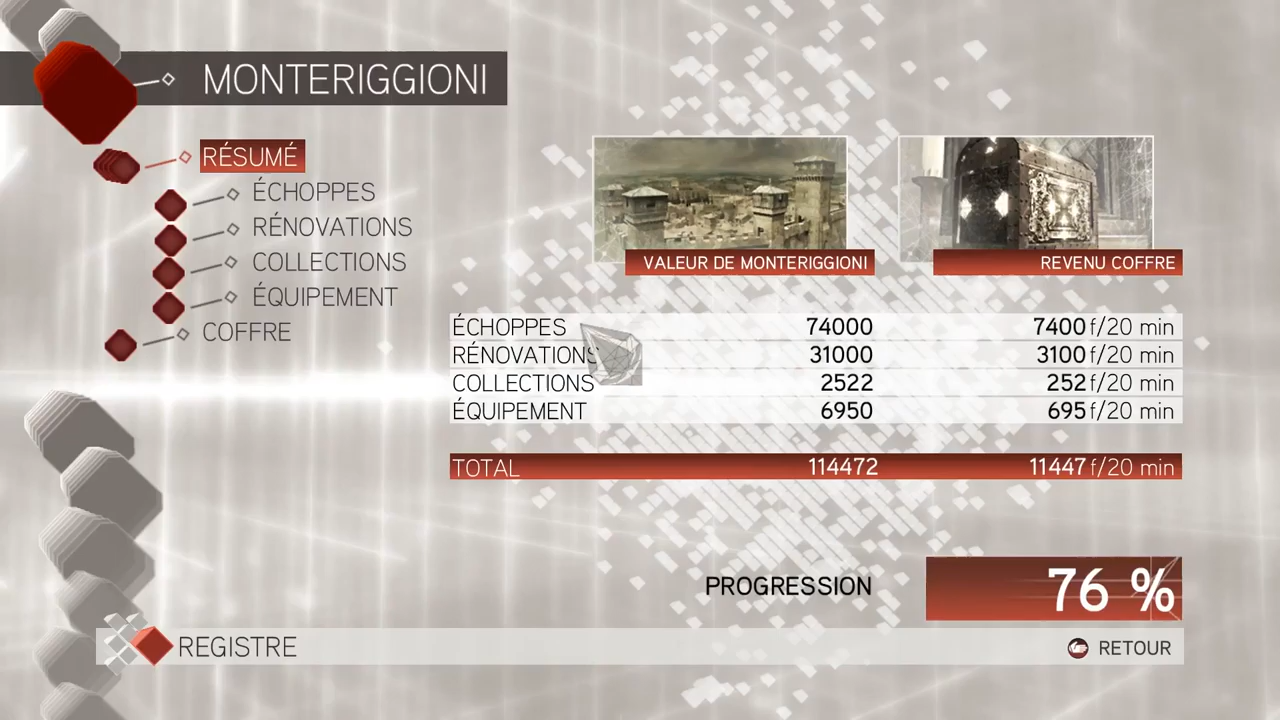 MONTERIGGIONI
RÉSUMÉ
ÉCHOPPES
RÉNOVATIONS
COLLECTIONS
ÉQUIPEMENT
COFFRE
VALEUR DE MONTERIGGIONI
REVENU COFFRE
ÉCHOPPES 74000 7400 f/20 min
RÉNOVATIONS 31000 3100 f/20 min
COLLECTIONS 2522 252 f/20 min
ÉQUIPEMENT 6950 695 f/20 min
TOTAL 114472 11447 f/20 min
PROGRESSION 76 %
REGISTRE
RETOUR